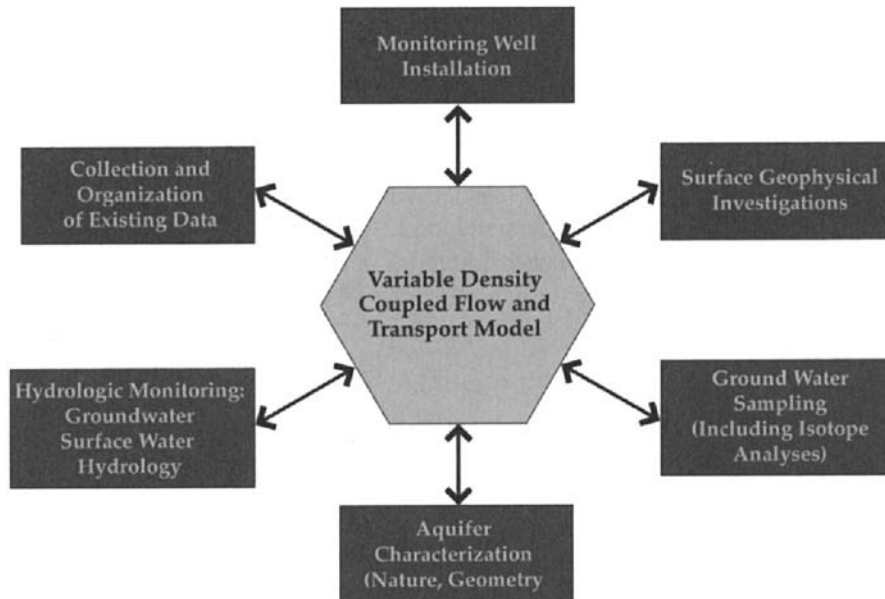 Monitoring Well
Installation
Collection and
Organization
of Existing Data
Surface Geophysical
Investigations
Variable Density
Coupled Flow and
Transport Model
Hydrologic Monitoring:
Groundwater
Surface Water
Hydrology
Ground Water
Sampling
(Including Isotope
Analyses)
Aquifer
Characterization
(Nature, Geometry